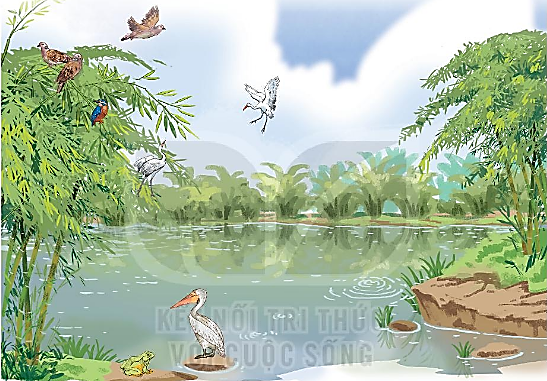 KẾT NỐI TRI THỨC
VỚI CUỘC SỐNG